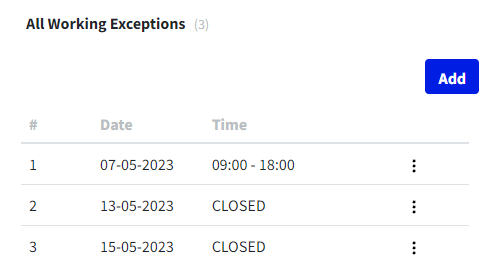 All Working Exceptions (3)
Add
# Date Time
1 07-05-2023 09:00 - 18:00
2 13-05-2023 CLOSED
3 15-05-2023 CLOSED